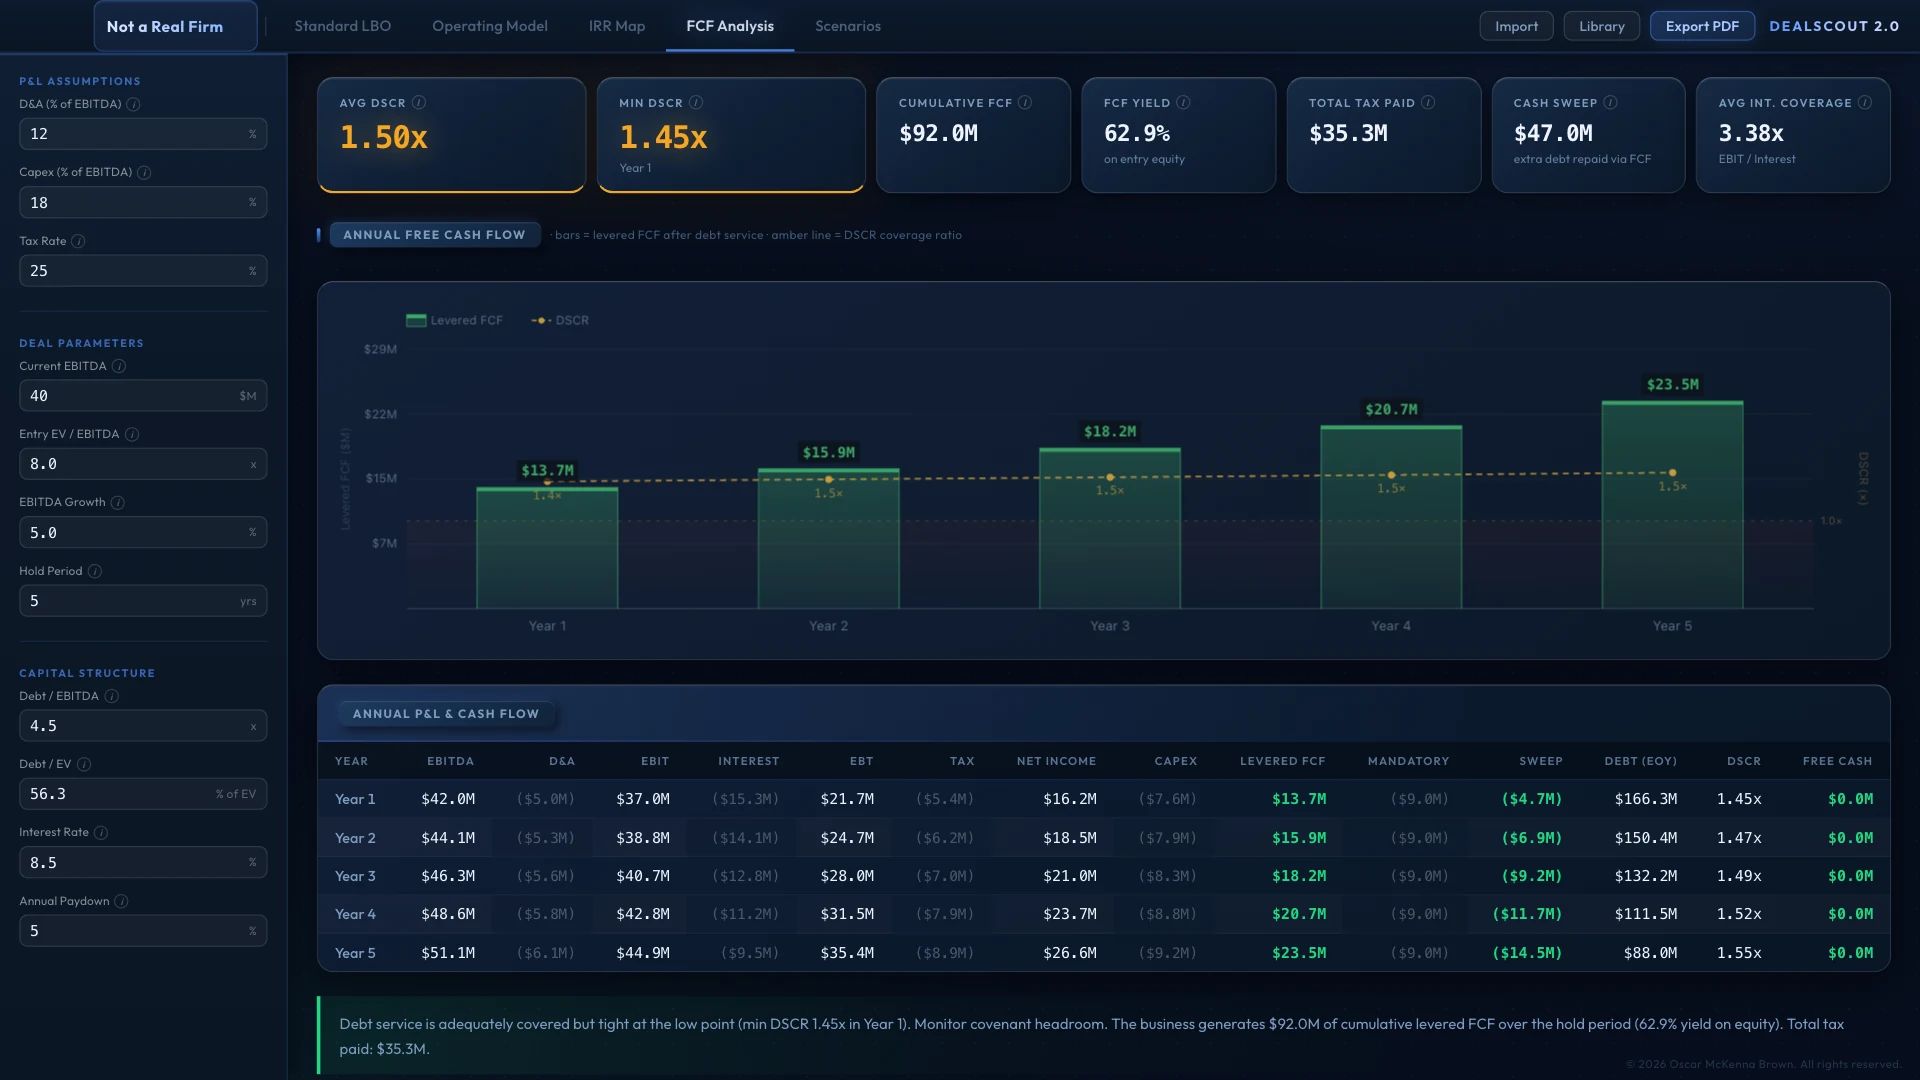 Not a Real Firm
Standard LBO
Operating Model
IRR Map
FCF Analysis
Scenarios
Import
Library
Export PDF
DEALSCOUT 2.0
P&L ASSUMPTIONS
D&A (% of EBITDA) i
12 %
Capex (% of EBITDA) i
18 %
Tax Rate i
25 %
DEAL PARAMETERS
Current EBITDA i
40 $M
Entry EV / EBITDA i
8.0 x
EBITDA Growth i
5.0 %
Hold Period i
5 yrs
CAPITAL STRUCTURE
Debt / EBITDA i
4.5 x
Debt / EV i
56.3 % of EV
Interest Rate i
8.5 %
Annual Paydown i
5 %
AVG DSCR i
1.50x
MIN DSCR i
1.45x
Year 1
CUMULATIVE FCF i
$92.0M
FCF YIELD i
62.9%
on entry equity
TOTAL TAX PAID i
$35.3M
CASH SWEEP i
$47.0M
extra debt repaid via FCF
AVG INT. COVERAGE i
3.38x
EBIT / Interest
ANNUAL FREE CASH FLOW · bars = levered FCF after debt service · amber line = DSCR coverage ratio
Levered FCF DSCR
Levered FCF ($M)
$29M
$22M
$15M
$7M
$13.7M
$15.9M
$18.2M
$20.7M
$23.5M
1.4×
1.5×
1.5×
1.5×
1.5×
1.0×
DSCR (×)
Year 1 Year 2 Year 3 Year 4 Year 5
ANNUAL P&L & CASH FLOW
YEAR EBITDA D&A EBIT INTEREST EBT TAX NET INCOME CAPEX LEVERED FCF MANDATORY SWEEP DEBT (EOY) DSCR FREE CASH
Year 1 $42.0M ($5.0M) $37.0M ($15.3M) $21.7M ($5.4M) $16.2M ($7.6M) $13.7M ($9.0M) ($4.7M) $166.3M 1.45x $0.0M
Year 2 $44.1M ($5.3M) $38.8M ($14.1M) $24.7M ($6.2M) $18.5M ($7.9M) $15.9M ($9.0M) ($6.9M) $150.4M 1.47x $0.0M
Year 3 $46.3M ($5.6M) $40.7M ($12.8M) $28.0M ($7.0M) $21.0M ($8.3M) $18.2M ($9.0M) ($9.2M) $132.2M 1.49x $0.0M
Year 4 $48.6M ($5.8M) $42.8M ($11.2M) $31.5M ($7.9M) $23.7M ($8.8M) $20.7M ($9.0M) ($11.7M) $111.5M 1.52x $0.0M
Year 5 $51.1M ($6.1M) $44.9M ($9.5M) $35.4M ($8.9M) $26.6M ($9.2M) $23.5M ($9.0M) ($14.5M) $88.0M 1.55x $0.0M
Debt service is adequately covered but tight at the low point (min DSCR 1.45x in Year 1). Monitor covenant headroom. The business generates $92.0M of cumulative levered FCF over the hold period (62.9% yield on equity). Total tax
paid: $35.3M.
© 2026 Oscar McKenna Brown. All rights reserved.